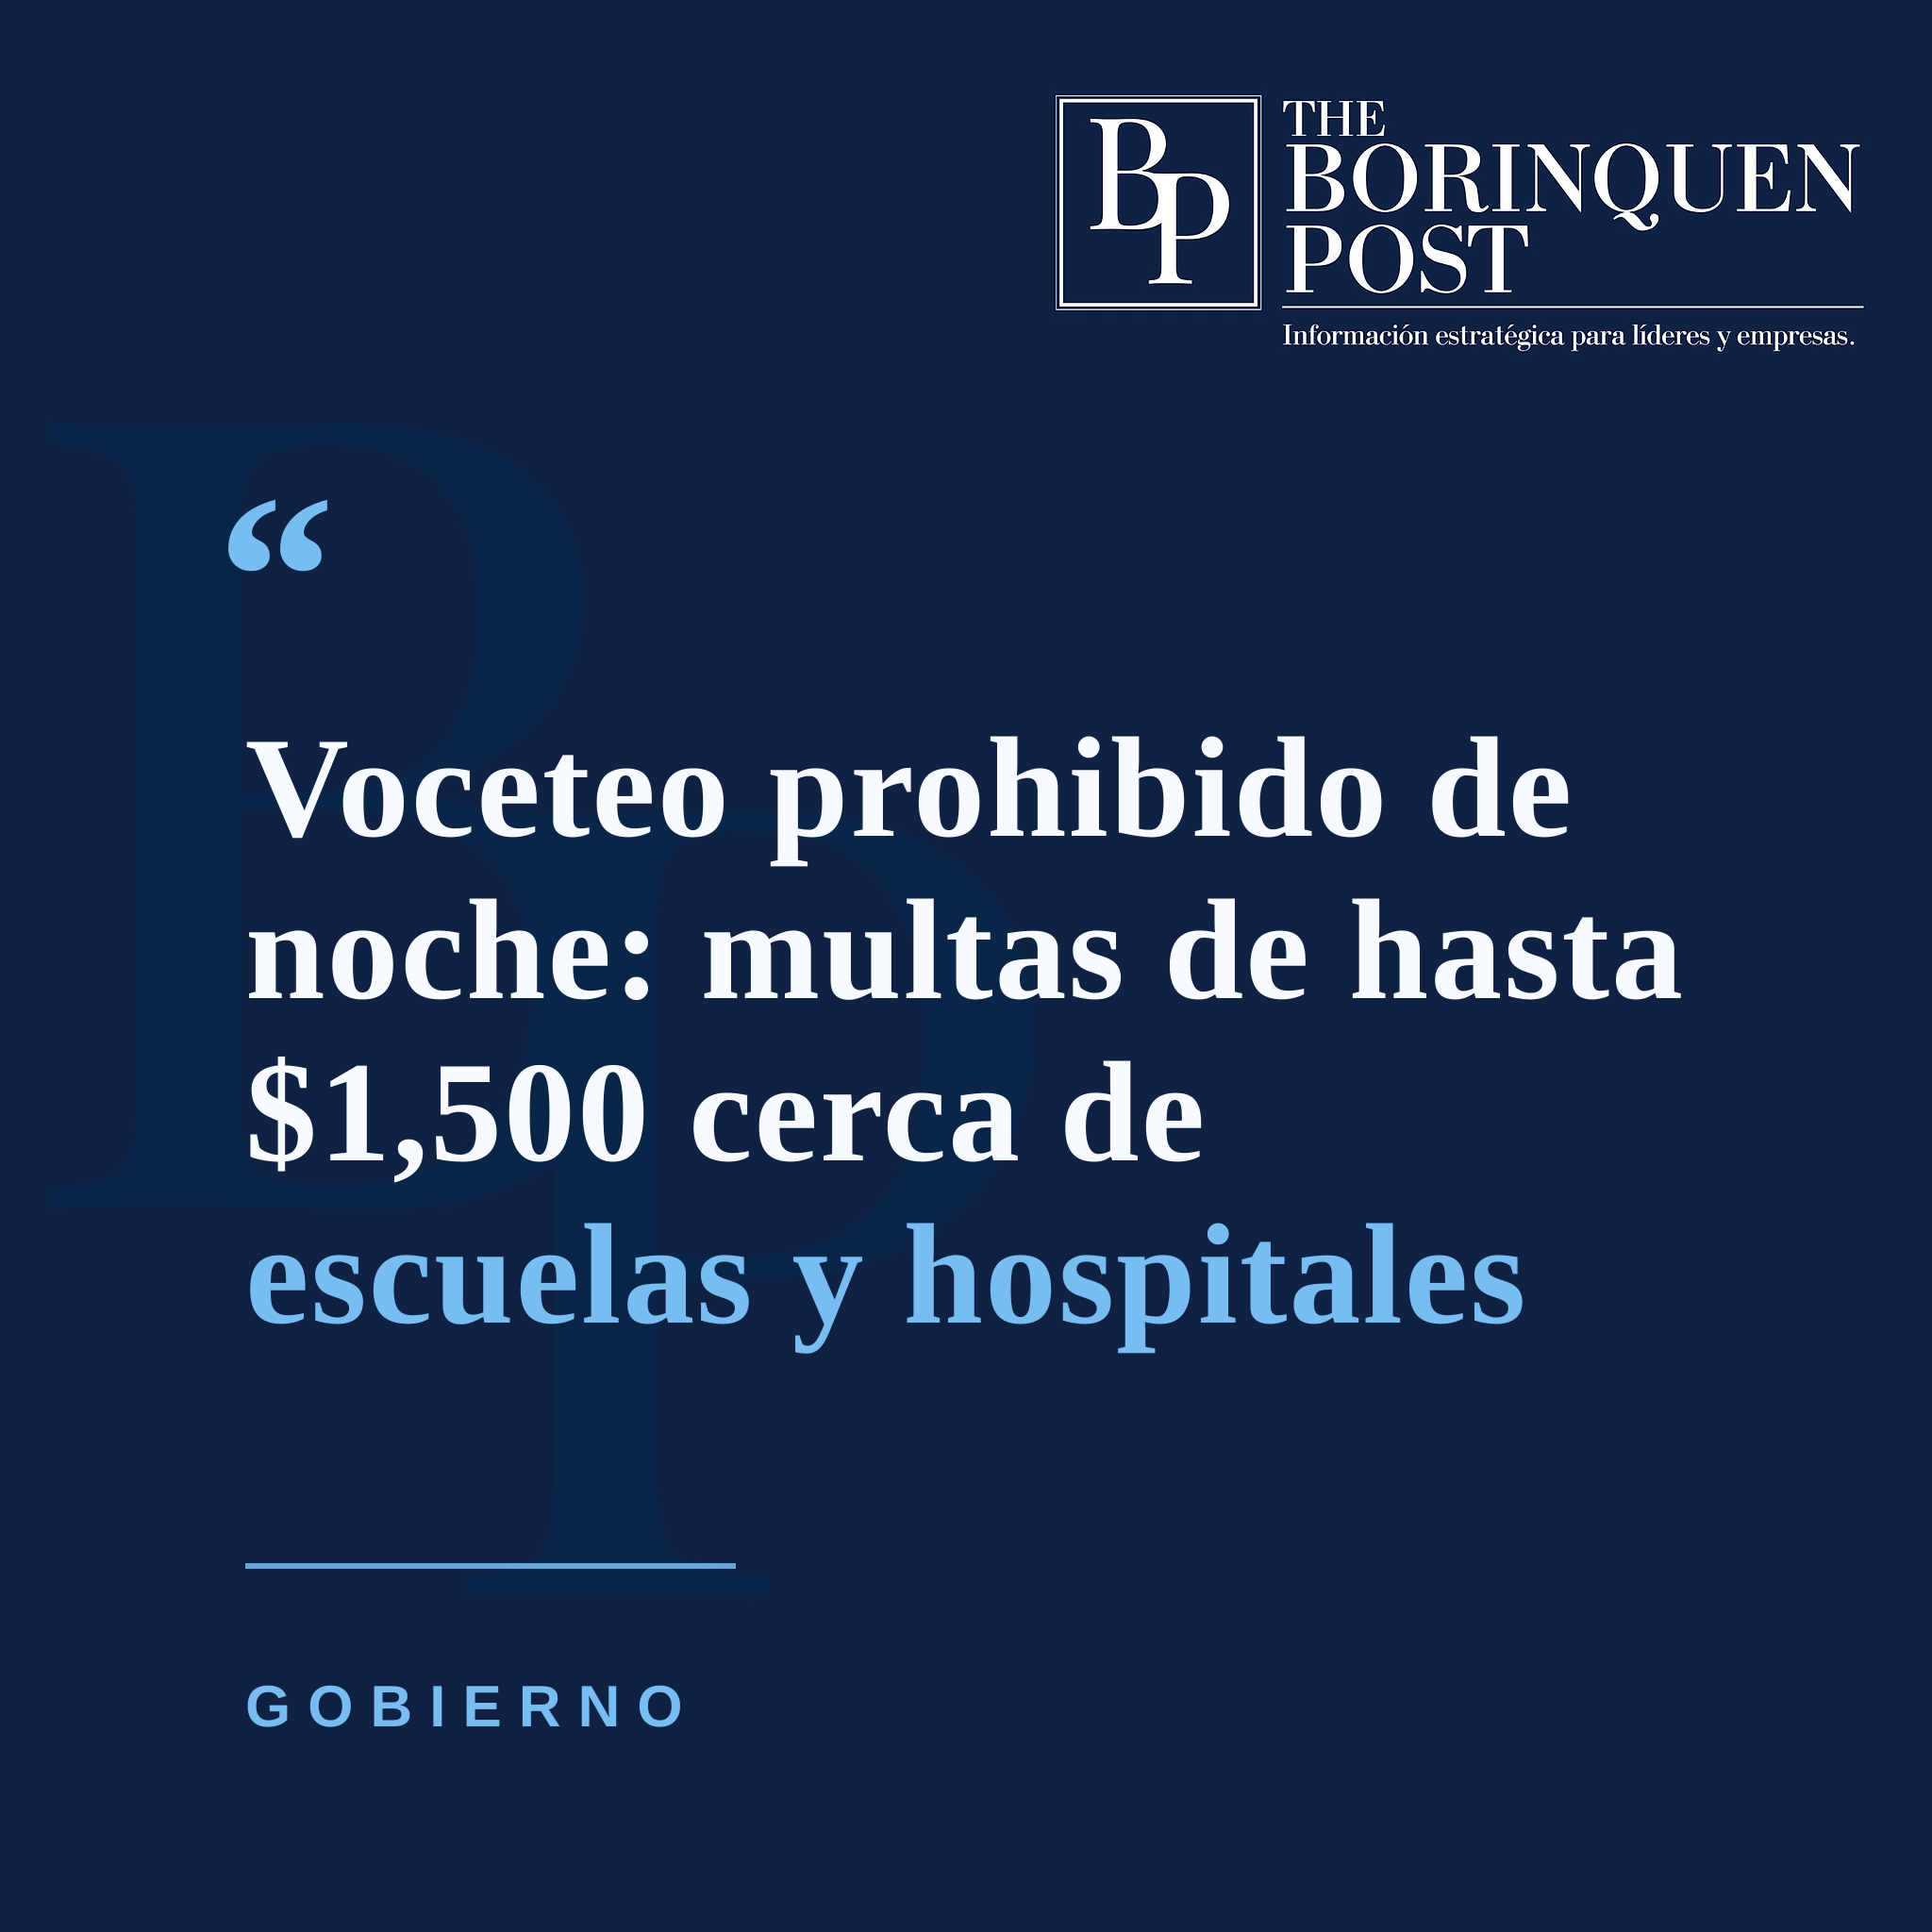 BP
THE
BORINQUEN
POST
Información estratégica para líderes y empresas.
“
Voceteo prohibido de
noche: multas de hasta
$1,500 cerca de
escuelas y hospitales
GOBIERNO